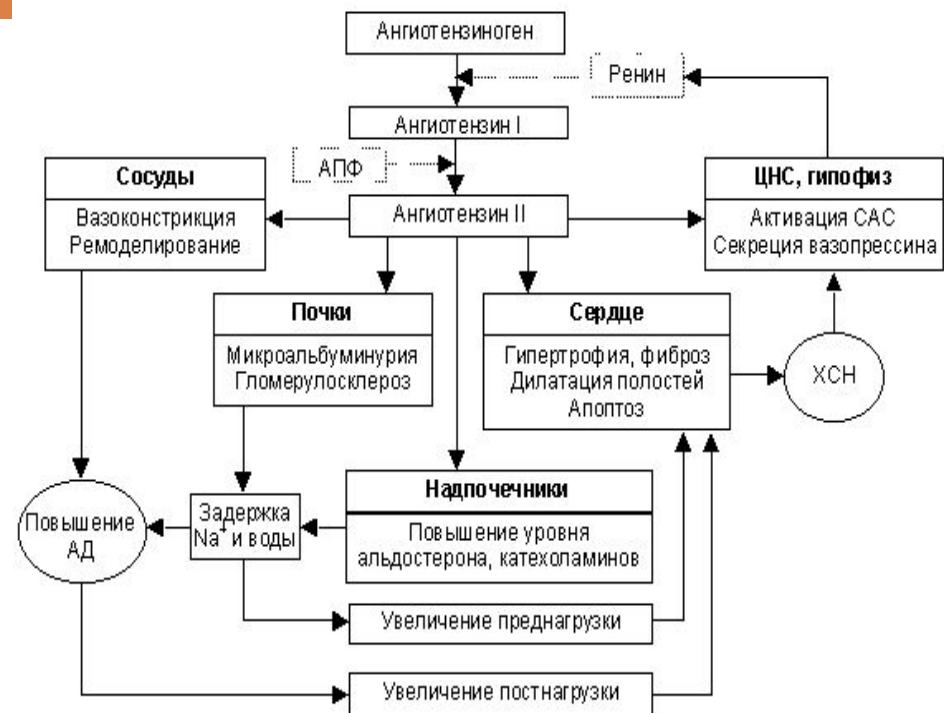 Ангиотензиноген
Ренин
Ангиотензин I
АПФ
Сосуды
Вазоконстрикция
Ремоделирование
Ангиотензин II
ЦНС, гипофиз
Активация САС
Секреция вазопрессина
Почки
Микроальбуминурия
Гломерулосклероз
Сердце
Гипертрофия, фиброз
Дилатация полостей
Апоптоз
ХСН
Повышение
АД
Задержка
Na⁺ и воды
Надпочечники
Повышение уровня
альдостерона, катехоламинов
Увеличение преднагрузки
Увеличение постнагрузки